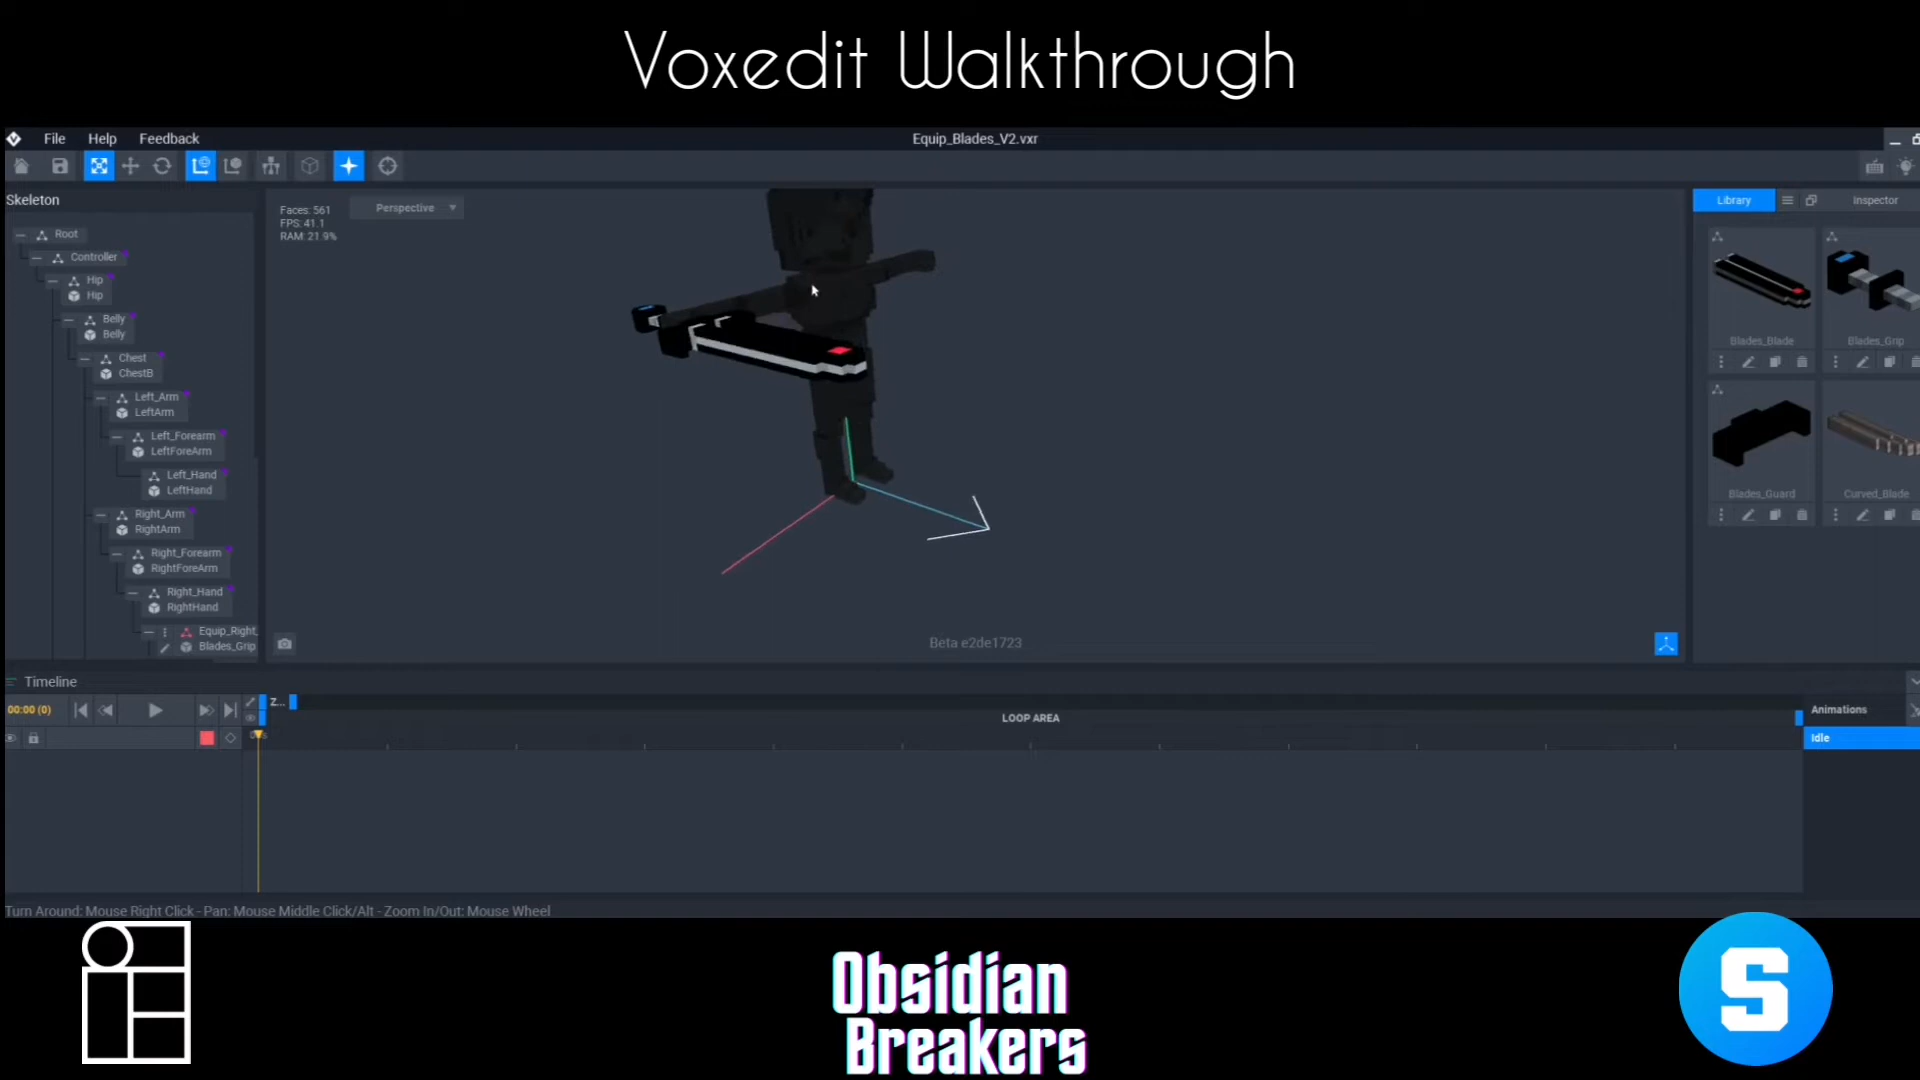 Voxedit Walkthrough
File Help Feedback
Equip_Blades_V2.vxr
Skeleton
Root
Controller
Hip
Hip
Belly
Belly
Chest
ChestB
Left_Arm
LeftArm
Left_Forearm
LeftForeArm
Left_Hand
LeftHand
Right_Arm
RightArm
Right_Forearm
RightForeArm
Right_Hand
RightHand
Equip_Right_
Blades_Grip
Faces: 561
FPS: 41.1
RAM: 21.9%
Perspective
Beta e2de1723
Library
Inspector
Blades_Blade
Blades_Grip
Blades_Guard
Curved_Blade
Timeline
00:00 (0)
Z...
LOOP AREA
Animations
Idle
Turn Around: Mouse Right Click - Pan: Mouse Middle Click/Alt - Zoom In/Out: Mouse Wheel
Obsidian
Breakers
S